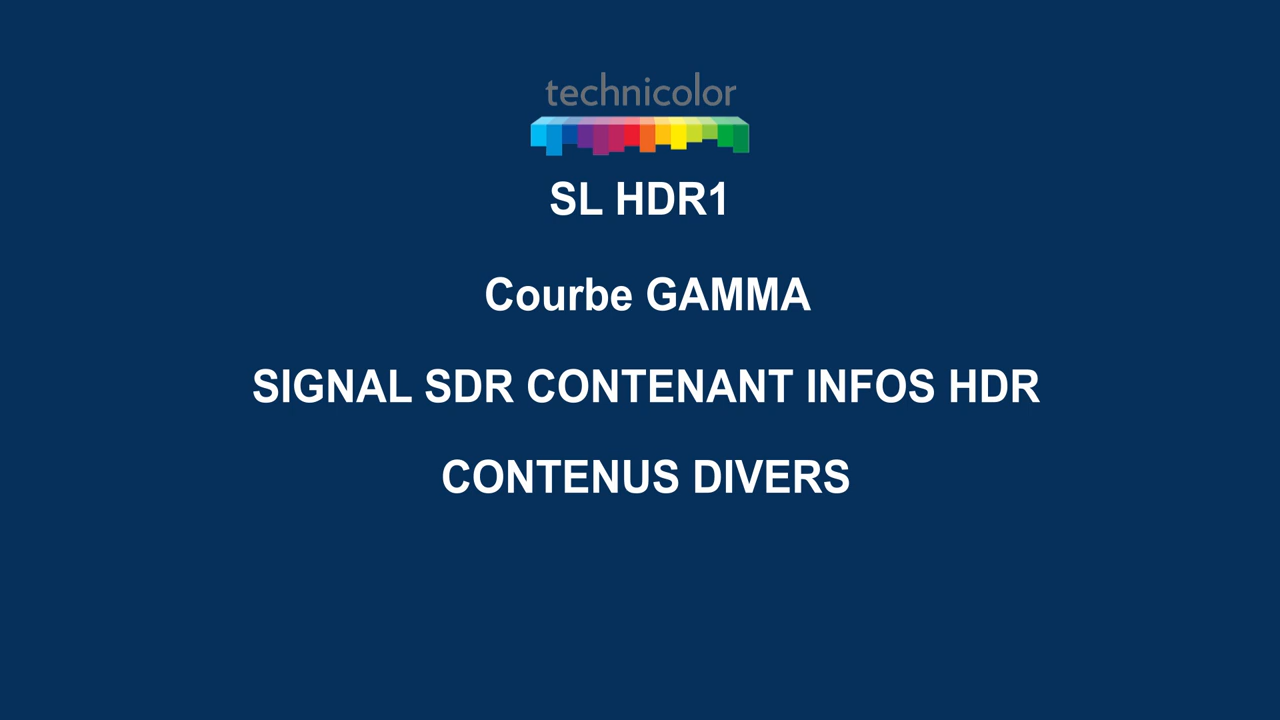 technicolor
SL HDR1
Courbe GAMMA
SIGNAL SDR CONTENANT INFOS HDR
CONTENUS DIVERS